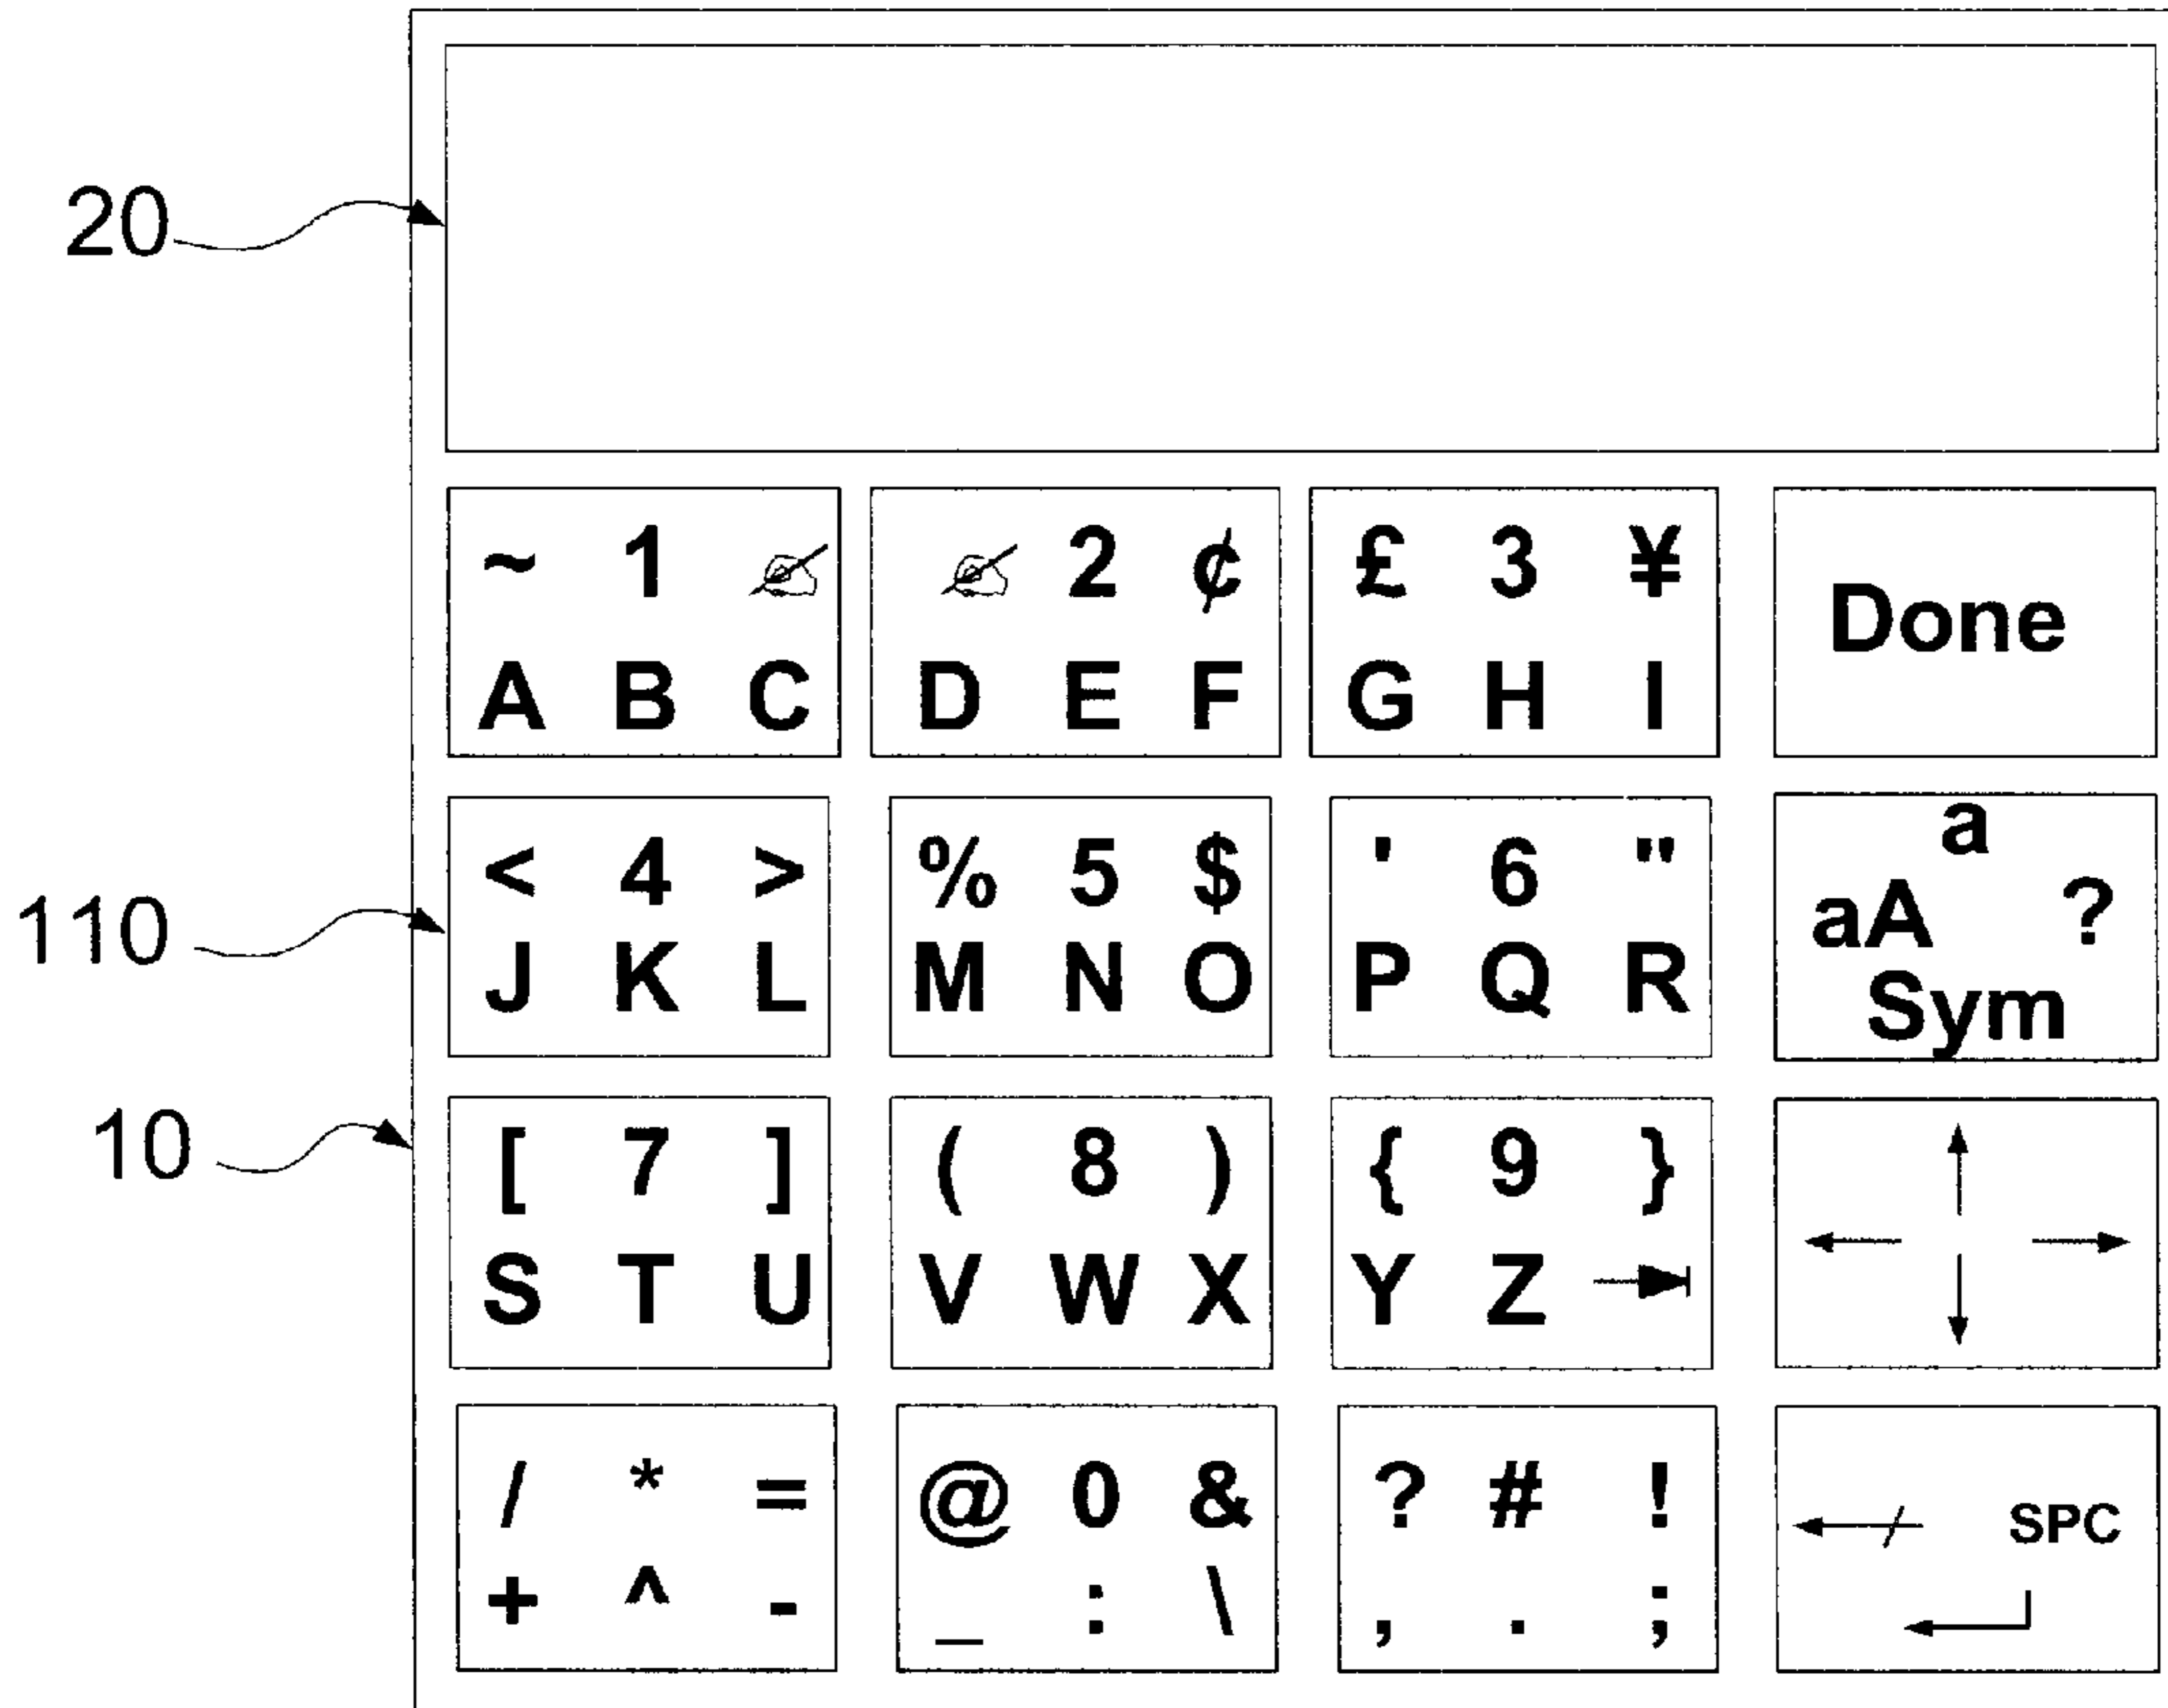 20
~ 1 ✍ ✍ 2 ¢ £ 3 ¥
Done
A B C D E F G H I
a
< 4 > % 5 $ ' 6 "
aA ?
110
J K L M N O P Q R
Sym
10
[ 7 ] ( 8 ) { 9 }
S T U V W X Y Z
/ * = @ 0 & ? # !
SPC
+ ^ - _ : \ , . ;